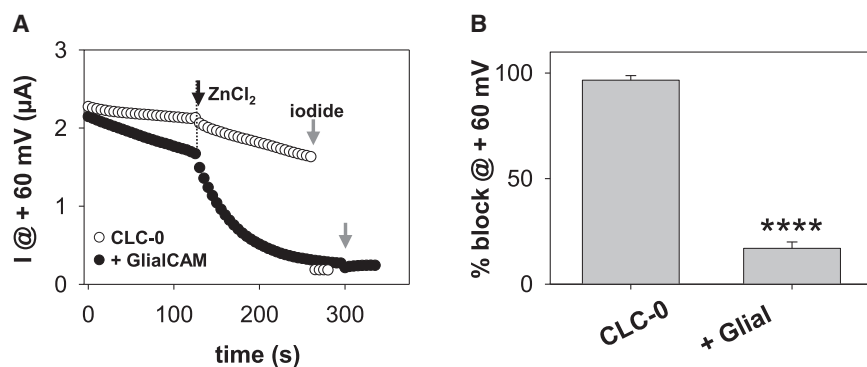 A
I @ + 60 mV (μA)
3
2
1
0
ZnCl2
iodide
CLC-0
+ GlialCAM
0
100
200
300
time (s)
B
% block @ + 60 mV
100
50
0
****
CLC-0
+ Glial